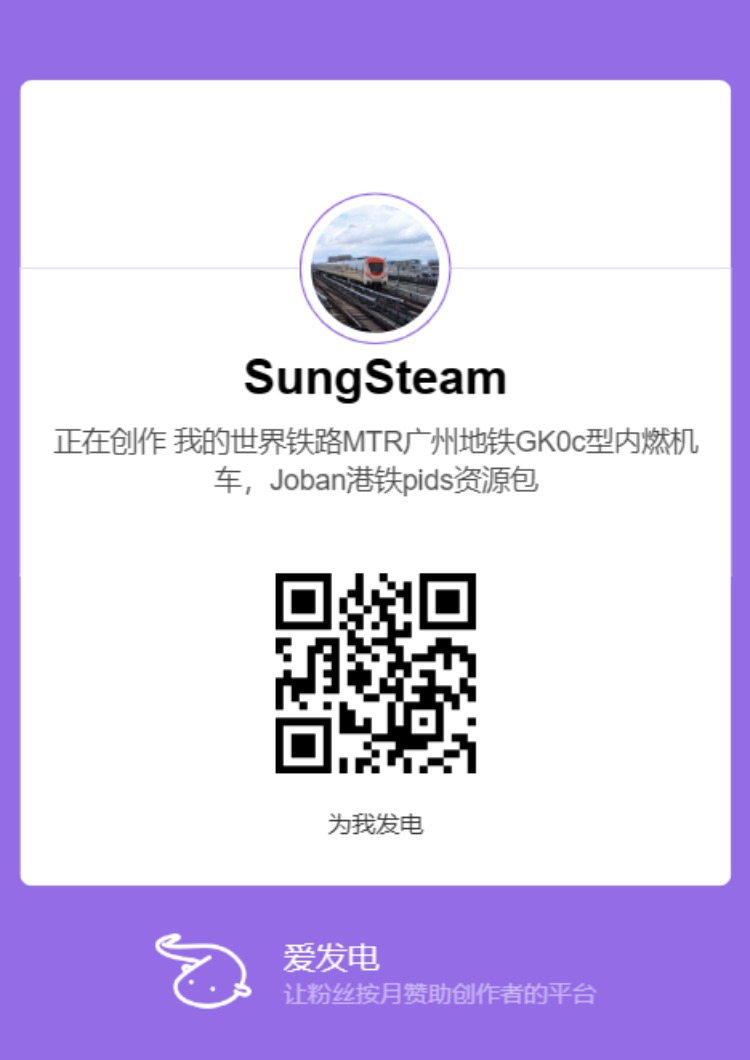 SungSteam
正在创作 我的世界铁路MTR广州地铁GK0c型内燃机
车，Joban港铁pids资源包
为我发电
爱发电
让粉丝按月赞助创作者的平台